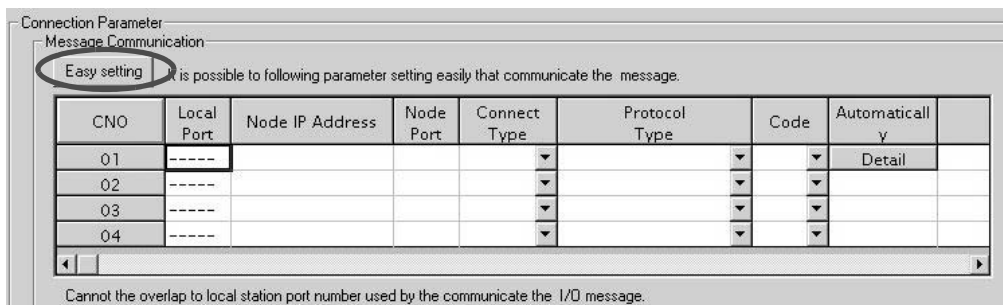 Connection Parameter
Message Communication
Easy setting
is possible to following parameter setting easily that communicate the message.
CNO Local Port Node IP Address Node Port Connect Type Protocol Type Code Automaticall y
01 ----- Detail
02 -----
03 -----
04 -----
Cannot the overlap to local station port number used by the communicate the I/O message.